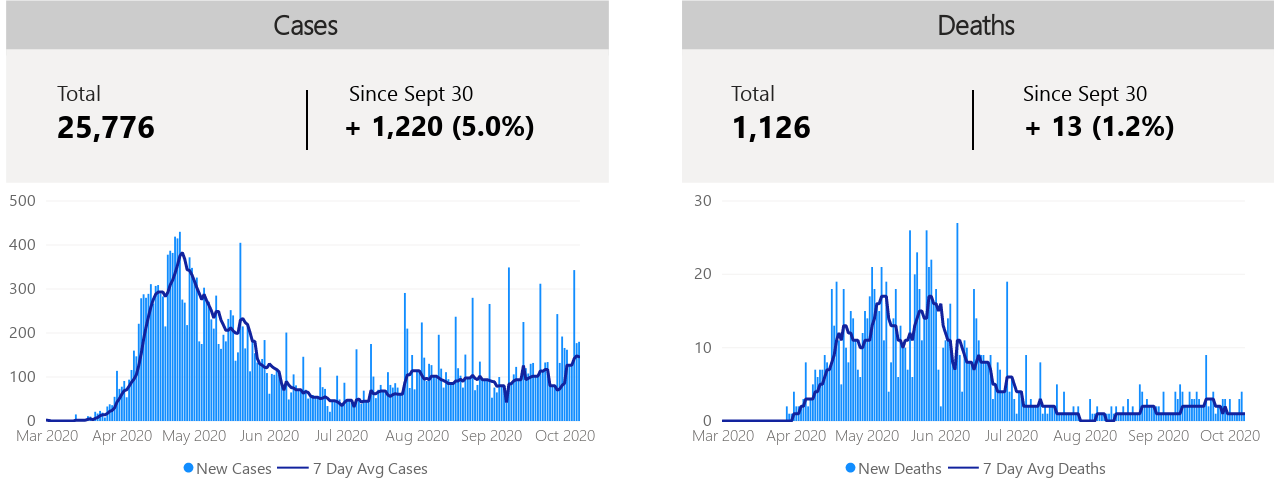 Cases
Total
Since Sept 30
25,776
+ 1,220 (5.0%)
500
400
300
200
100
0
Mar 2020 Apr 2020 May 2020 Jun 2020 Jul 2020 Aug 2020 Sep 2020 Oct 2020
New Cases 7 Day Avg Cases
Deaths
Total
Since Sept 30
1,126
+ 13 (1.2%)
30
20
10
0
Mar 2020 Apr 2020 May 2020 Jun 2020 Jul 2020 Aug 2020 Sep 2020 Oct 2020
New Deaths 7 Day Avg Deaths